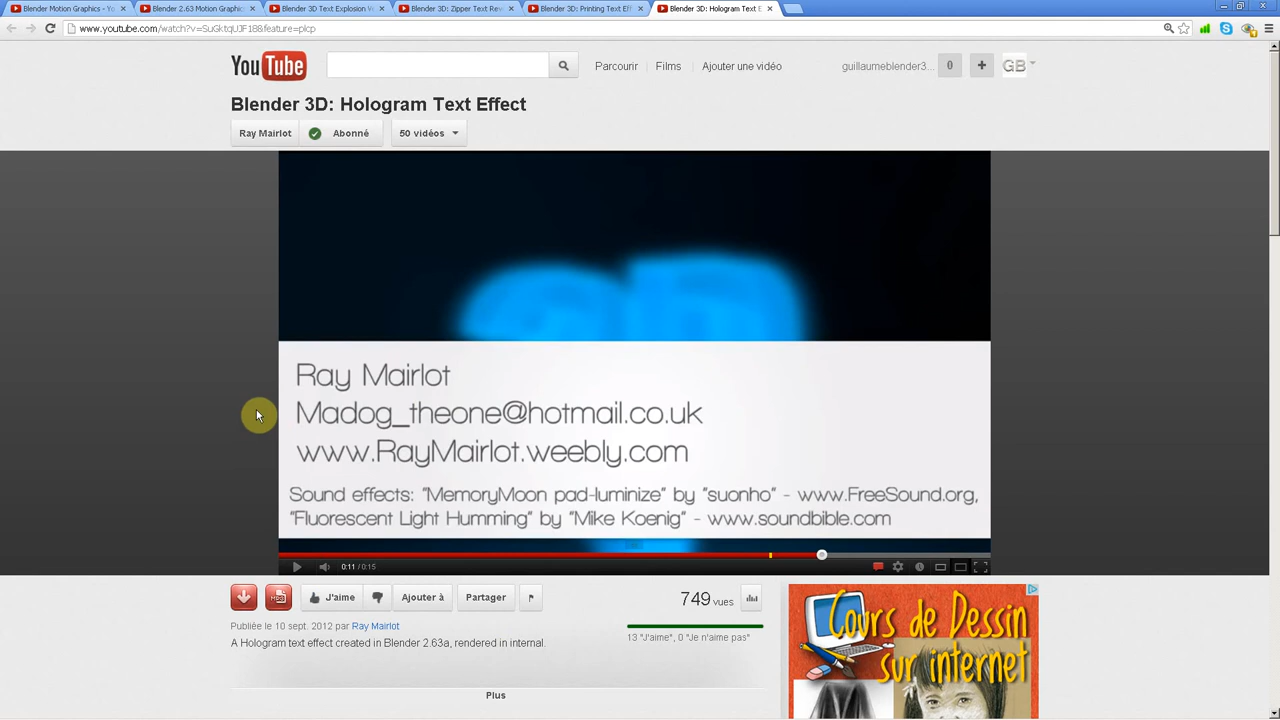 Blender Motion Graphics - Yo
Blender 2.63 Motion Graphic
Blender 3D Text Explosion W
Blender 3D: Zipper Text Rev
Blender 3D: Printing Text Eff
Blender 3D: Hologram Text E
www.youtube.com/watch?v=SuGktqUJF18&feature=plcp
YouTube
Parcourir
Films
Ajouter une vidéo
guillaumeblender3...
0
+
GB
Blender 3D: Hologram Text Effect
Ray Mairlot
Abonné
50 vidéos
Ray Mairlot
Madog_theone@hotmail.co.uk
www.RayMairlot.weebly.com
Sound effects: "MemoryMoon pad-luminize" by "suonho" - www.FreeSound.org,
"Fluorescent Light Humming" by "Mike Koenig" - www.soundbible.com
0:11 / 0:15
J'aime
Ajouter à
Partager
749 vues
Publiée le 10 sept. 2012 par Ray Mairlot
13 "J'aime", 0 "Je n'aime pas"
A Hologram text effect created in Blender 2.63a, rendered in internal.
Plus
Cours de Dessin
sur internet